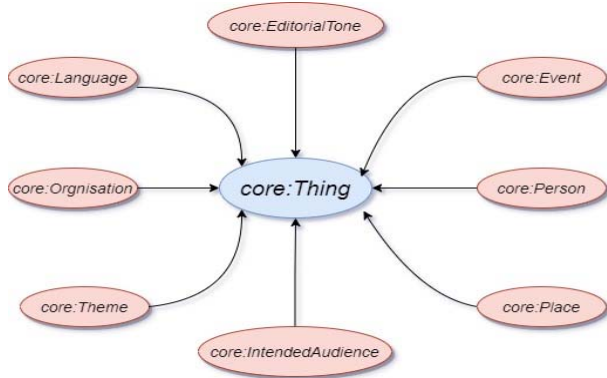 core:EditorialTone
core:Language
core:Event
core:Orgnisation
core:Thing
core:Person
core:Theme
core:Place
core:IntendedAudience